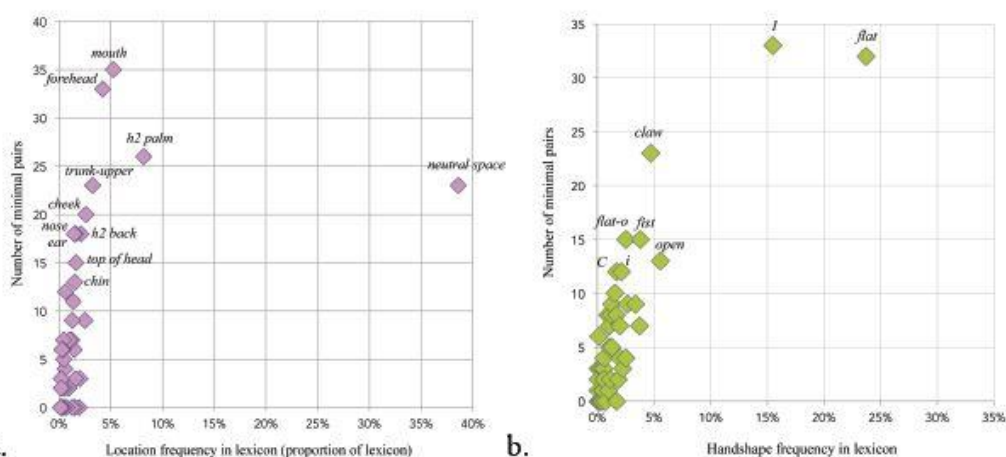 40
35
30
25
20
15
10
5
0
Number of minimal pairs
mouth
forehead
h2 palm
trunk-upper
neutral space
cheek
nose
ear
h2 back
top of head
chin
0% 5% 10% 15% 20% 25% 30% 35% 40%
Location frequency in lexicon (proportion of lexicon)
35
30
25
20
15
10
5
0
Number of minimal pairs
1
flat
claw
flat-o
fist
open
C
i
0% 5% 10% 15% 20% 25% 30% 35%
b.
Handshape frequency in lexicon